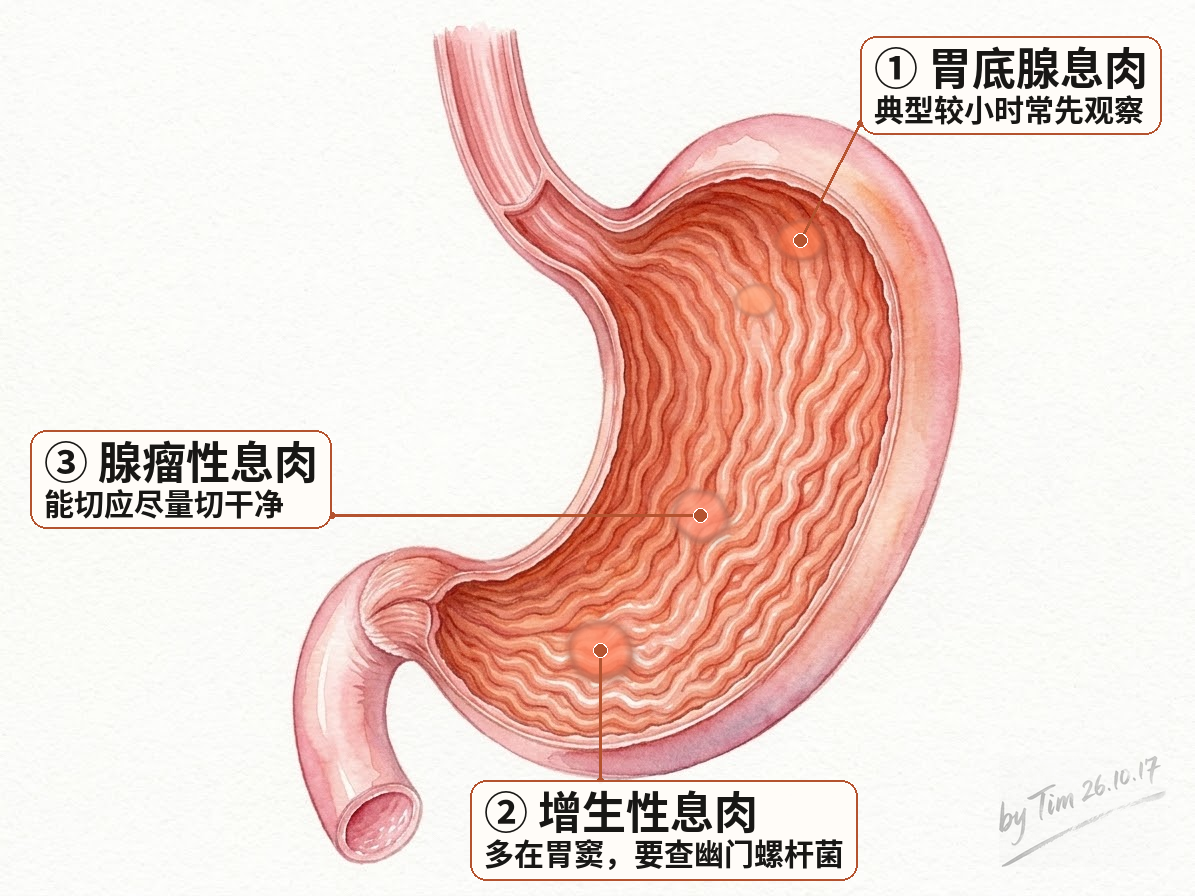 ① 胃底腺息肉
典型较小时常先观察
③ 腺瘤性息肉
能切应尽量切干净
② 增生性息肉
多在胃窦，要查幽门螺杆菌
by Tim 26.10.17